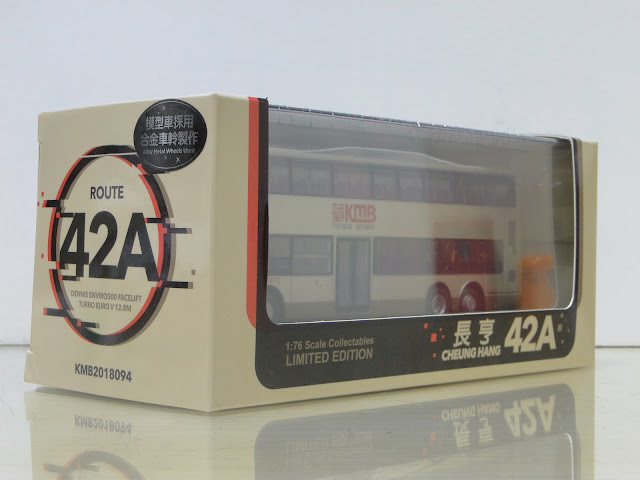 模型車採用
合金車軨製作
Alloy Metal Wheels Used!
ROUTE
42A
DENNIS ENVIRO500 FACELIFT
TURBO EURO V 12.8M
KMB2018094
KMB
1:76 Scale Collectables
LIMITED EDITION
長亨
CHEUNG HANG
42A